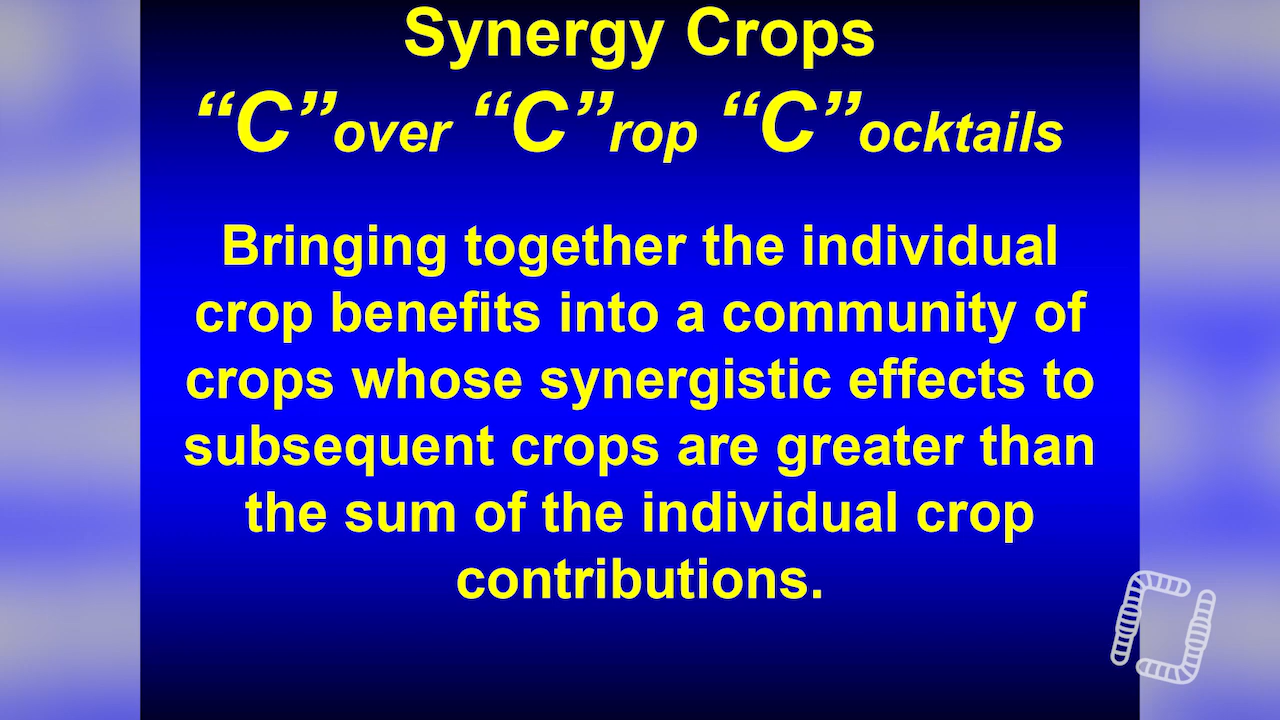 Synergy Crops
“C”over “C”rop “C”ocktails
Bringing together the individual
crop benefits into a community of
crops whose synergistic effects to
subsequent crops are greater than
the sum of the individual crop
contributions.